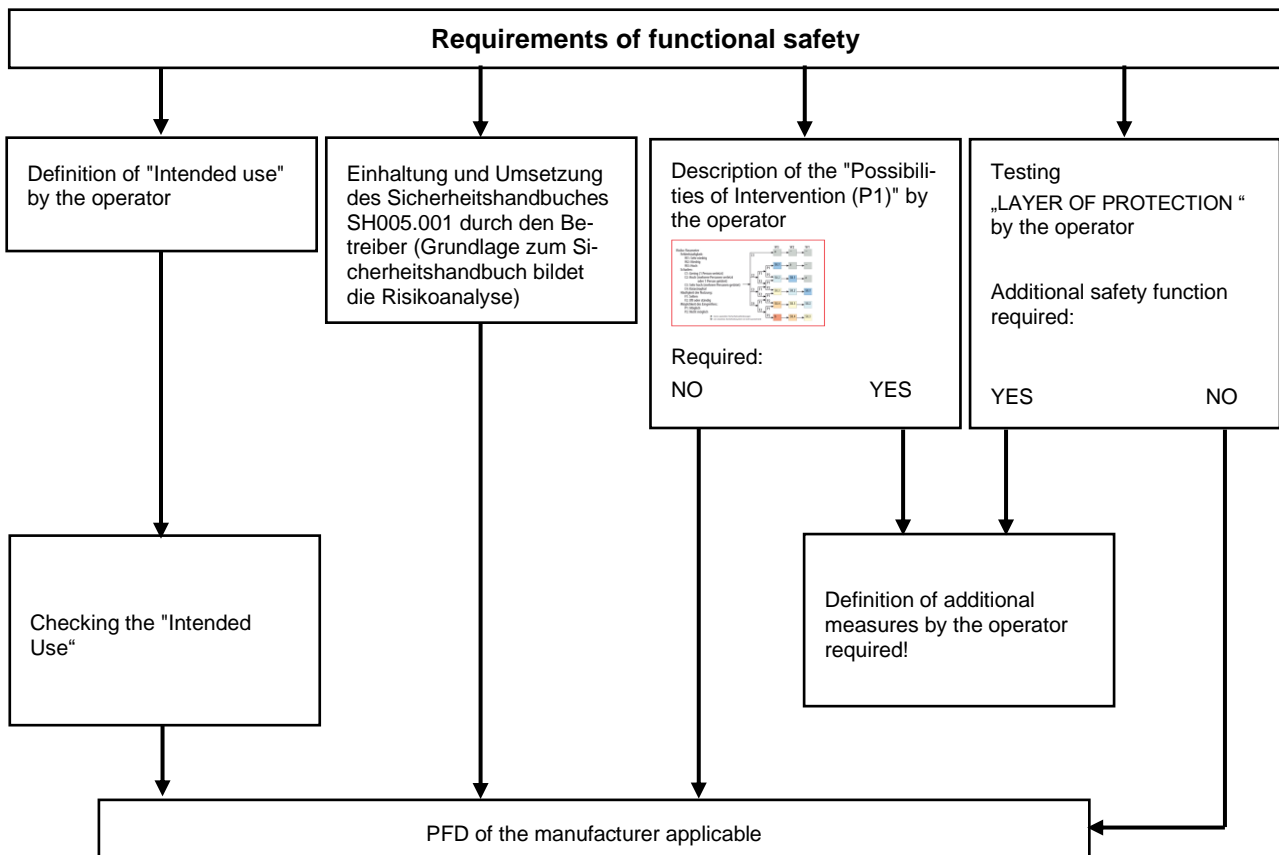 Requirements of functional safety
Definition of "Intended use"
by the operator
Einhaltung und Umsetzung
des Sicherheitshandbuches
SH005.001 durch den Be-
treiber (Grundlage zum Si-
cherheitshandbuch bildet
die Risikoanalyse)
Description of the "Possibili-
ties of Intervention (P1)" by
the operator
Required:
NO YES
Testing
„LAYER OF PROTECTION “
by the operator
Additional safety function
required:
YES NO
Checking the "Intended
Use“
Definition of additional
measures by the operator
required!
PFD of the manufacturer applicable